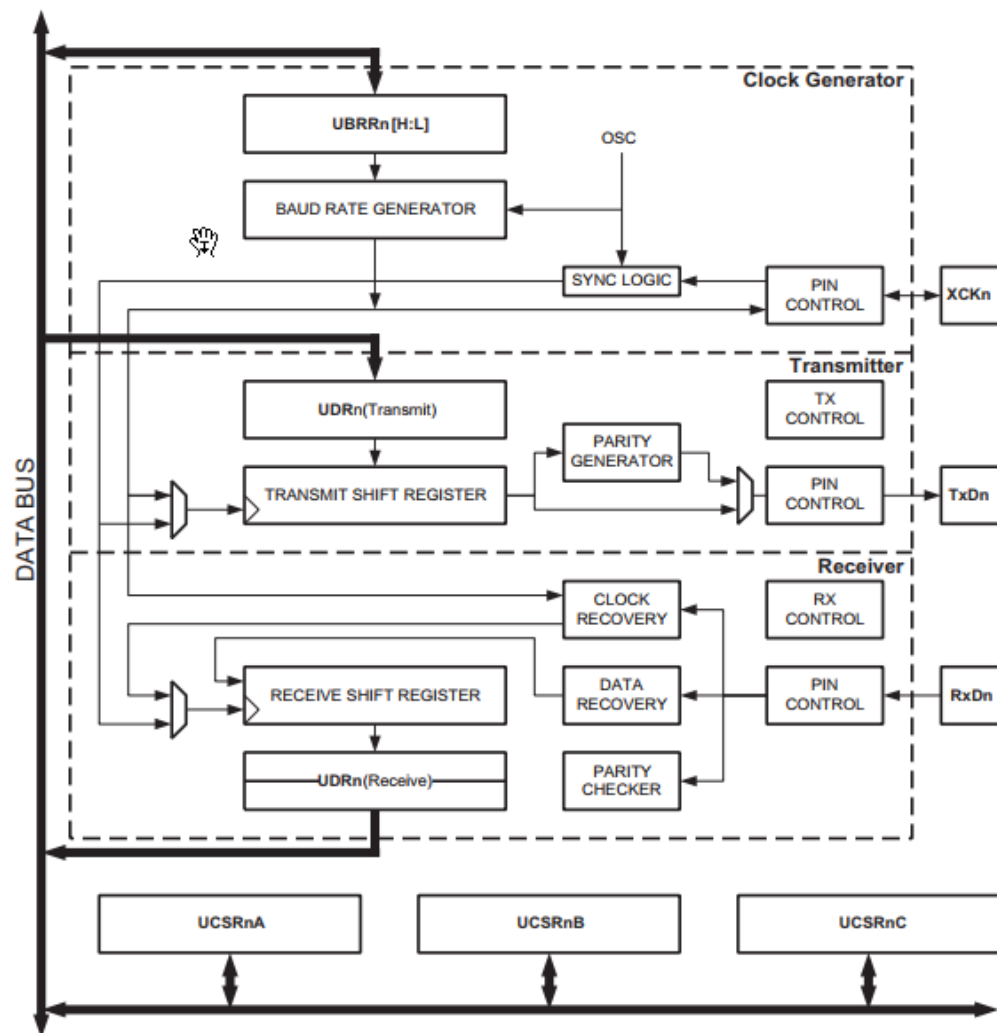 Clock Generator
UBRRn [H:L]
OSC
BAUD RATE GENERATOR
SYNC LOGIC
PIN
CONTROL
XCKn
Transmitter
UDRn(Transmit)
TX
CONTROL
PARITY
GENERATOR
TRANSMIT SHIFT REGISTER
PIN
CONTROL
TxDn
DATA BUS
Receiver
CLOCK
RECOVERY
RX
CONTROL
RECEIVE SHIFT REGISTER
DATA
RECOVERY
PIN
CONTROL
RxDn
UDRn(Receive)
PARITY
CHECKER
UCSRnA
UCSRnB
UCSRnC